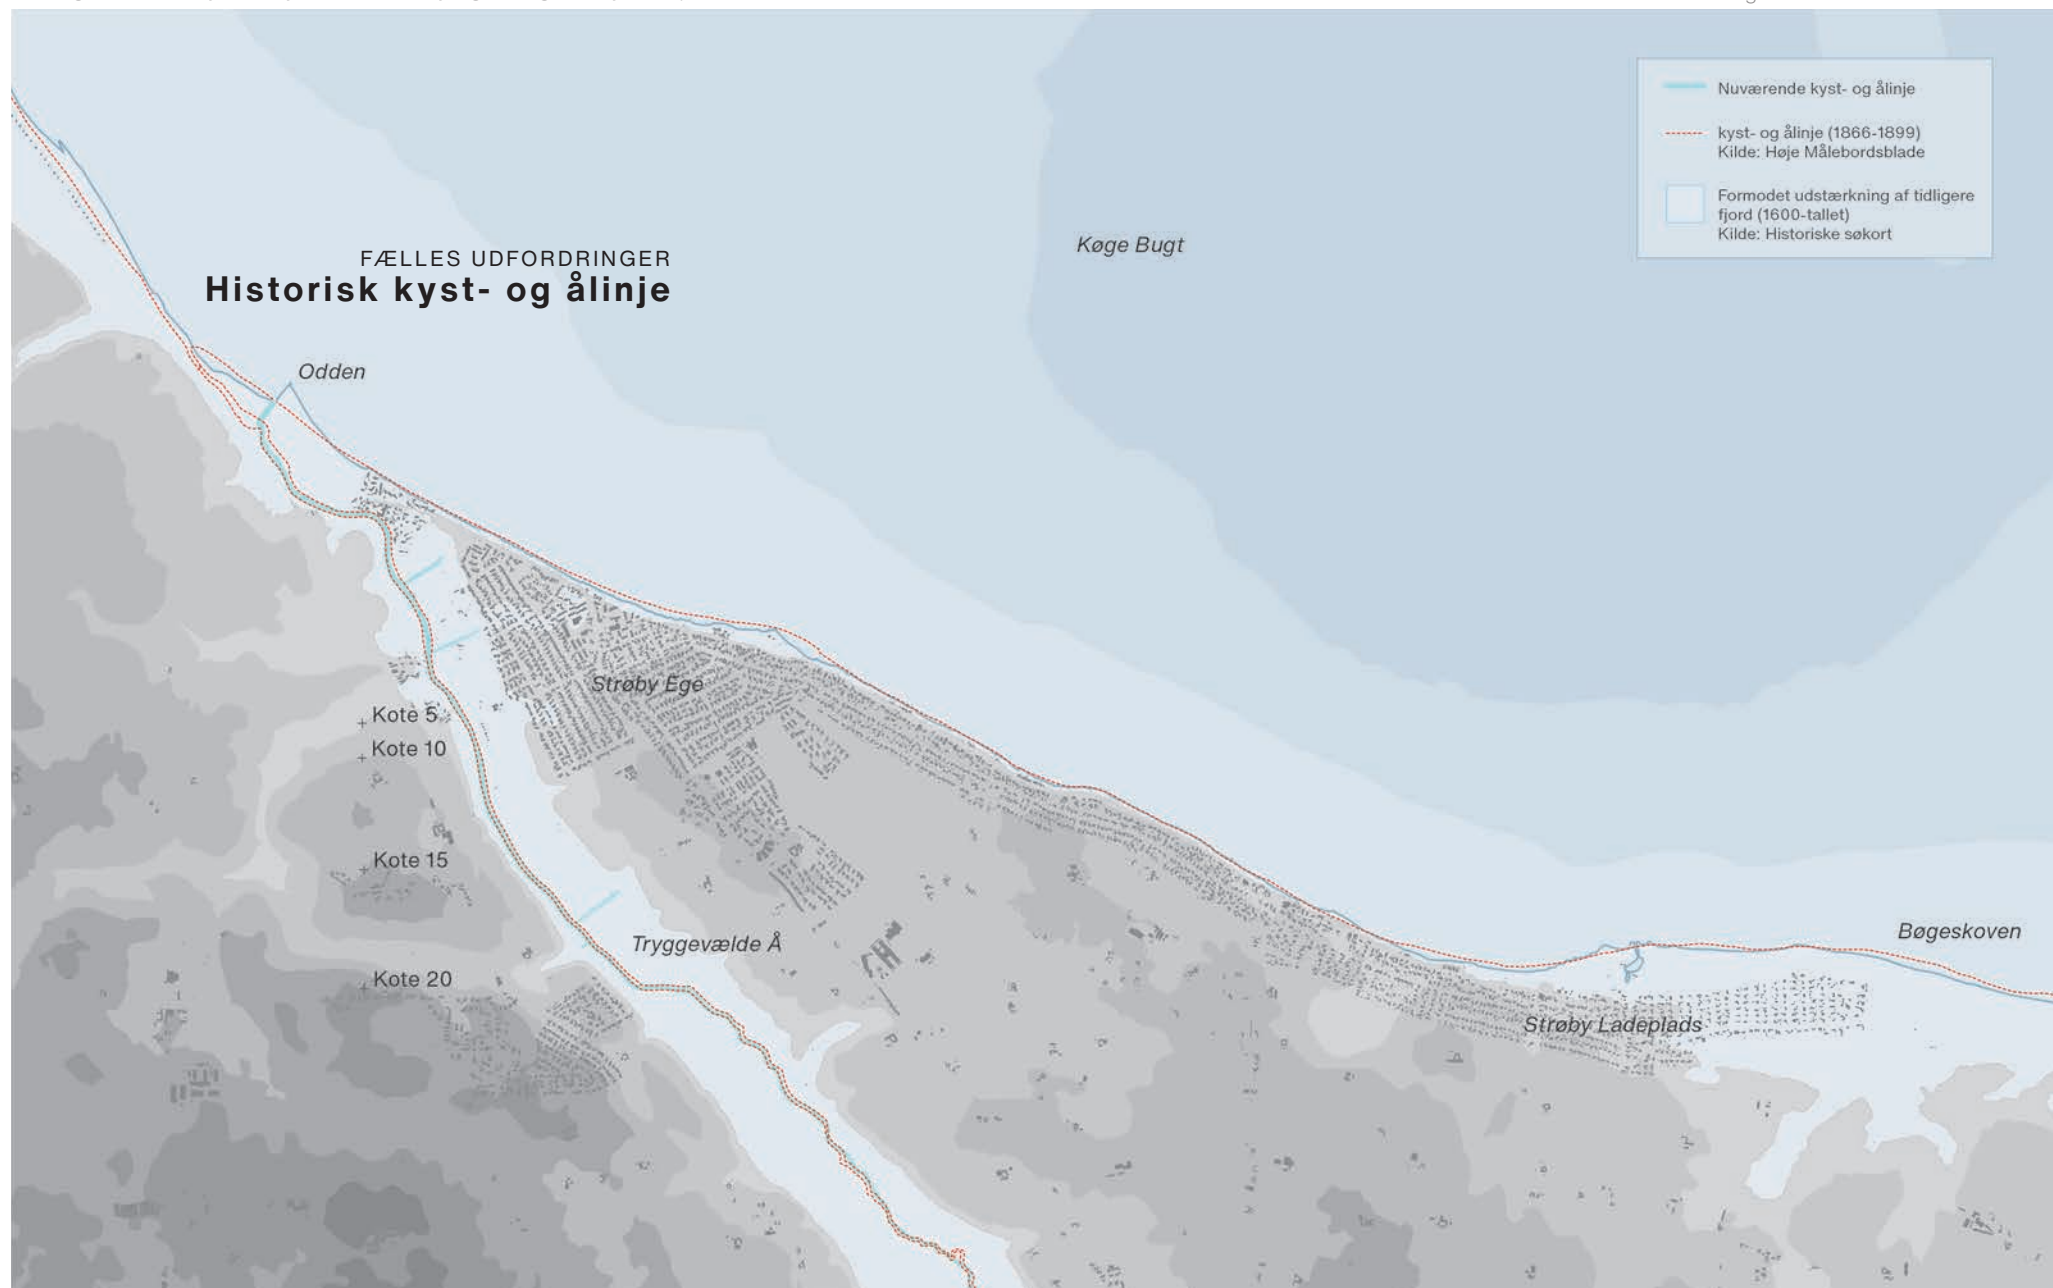 FÆLLES UDFORDRINGER
Historisk kyst- og ålinje
Nuværende kyst- og ålinje
kyst- og ålinje (1866-1899)
Kilde: Høje Målebordsblade
Formodet udstærkning af tidligere
fjord (1600-tallet)
Kilde: Historiske søkort
Køge Bugt
Odden
Strøby Ege
Kote 5
Kote 10
Kote 15
Tryggevælde Å
Bøgeskoven
Kote 20
Strøby Ladeplads